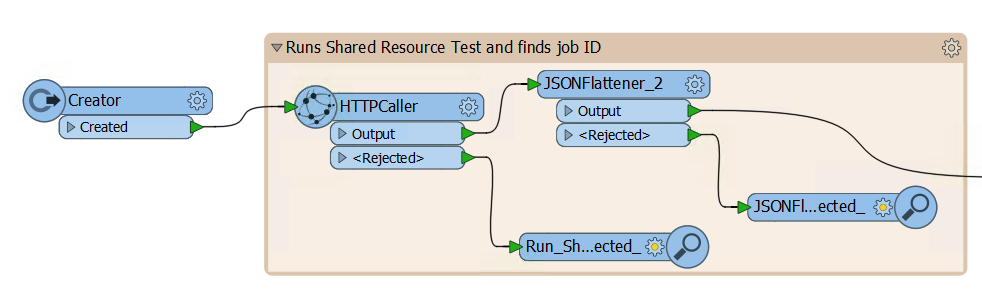 Runs Shared Resource Test and finds job ID
Creator
Created
HTTPCaller
Output
<Rejected>
JSONFlattener_2
Output
<Rejected>
JSONFl...ected_
Run_Sh...ected_